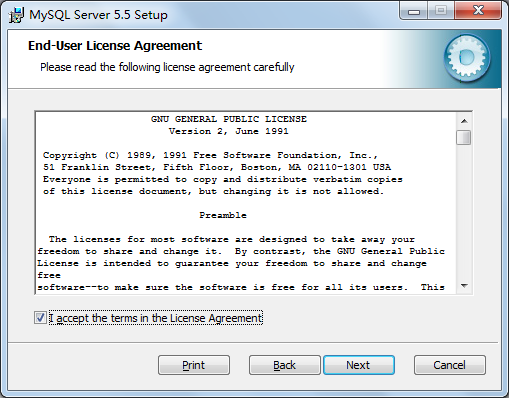 MySQL Server 5.5 Setup
End-User License Agreement
Please read the following license agreement carefully
GNU GENERAL PUBLIC LICENSE
Version 2, June 1991
Copyright (C) 1989, 1991 Free Software Foundation, Inc.,
51 Franklin Street, Fifth Floor, Boston, MA 02110-1301 USA
Everyone is permitted to copy and distribute verbatim copies
of this license document, but changing it is not allowed.
Preamble
The licenses for most software are designed to take away your
freedom to share and change it.  By contrast, the GNU General Public
License is intended to guarantee your freedom to share and change
free
software--to make sure the software is free for all its users.  This
I accept the terms in the License Agreement
Print Back Next Cancel